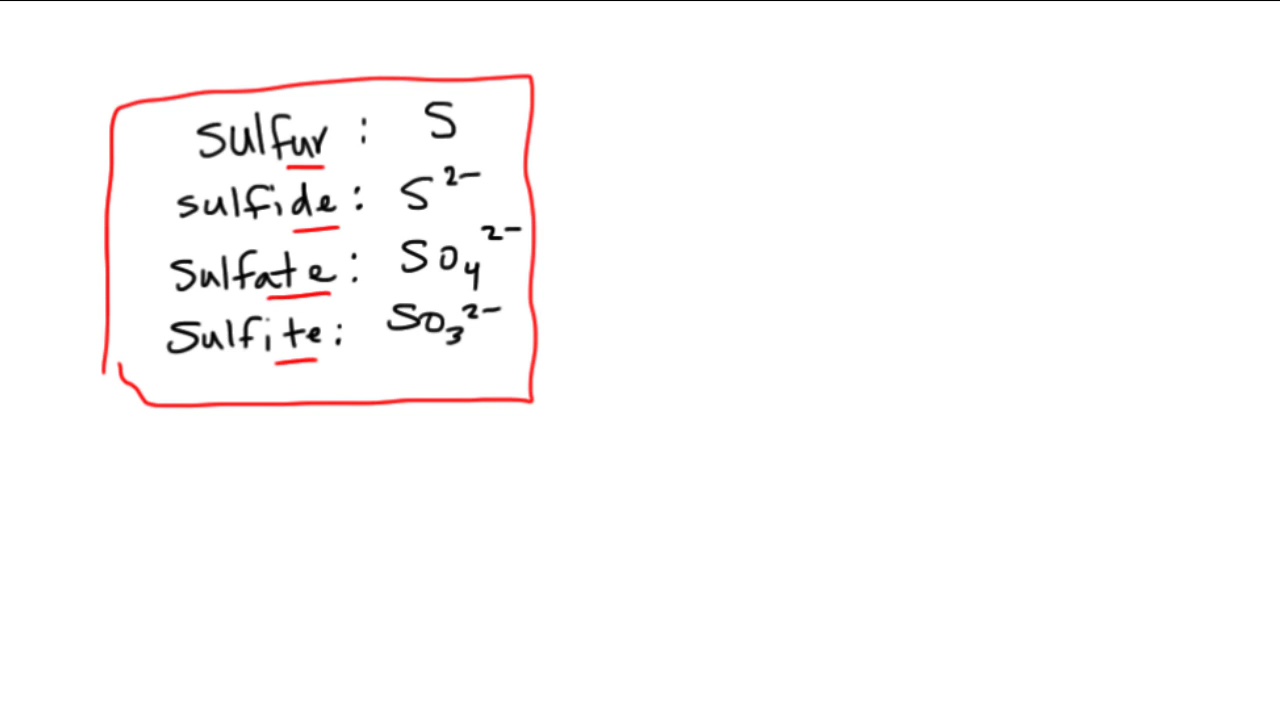 Sulfur : S
sulfide : S²⁻
Sulfate : SO₄²⁻
Sulfite : SO₃²⁻